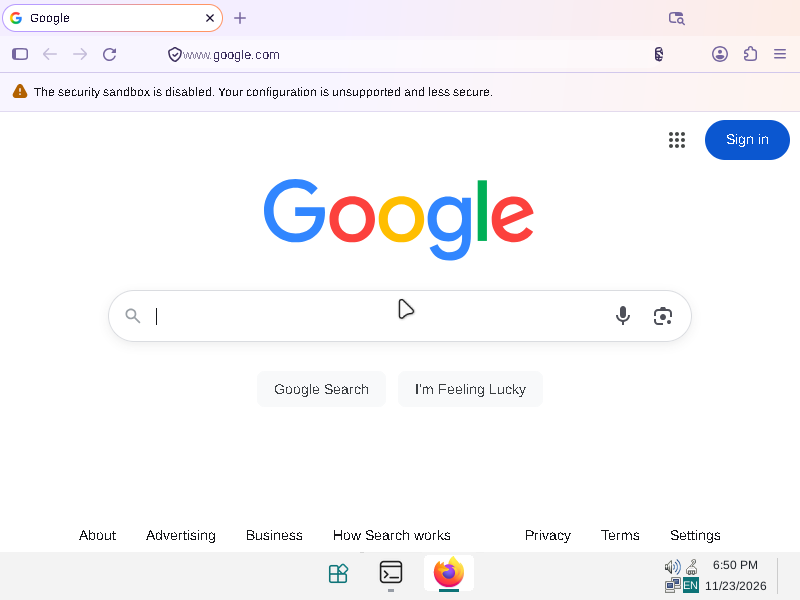 Google
www.google.com
The security sandbox is disabled. Your configuration is unsupported and less secure.
Sign in
Google
Google Search
I'm Feeling Lucky
About
Advertising
Business
How Search works
Privacy
Terms
Settings
6:50 PM
EN
11/23/2026